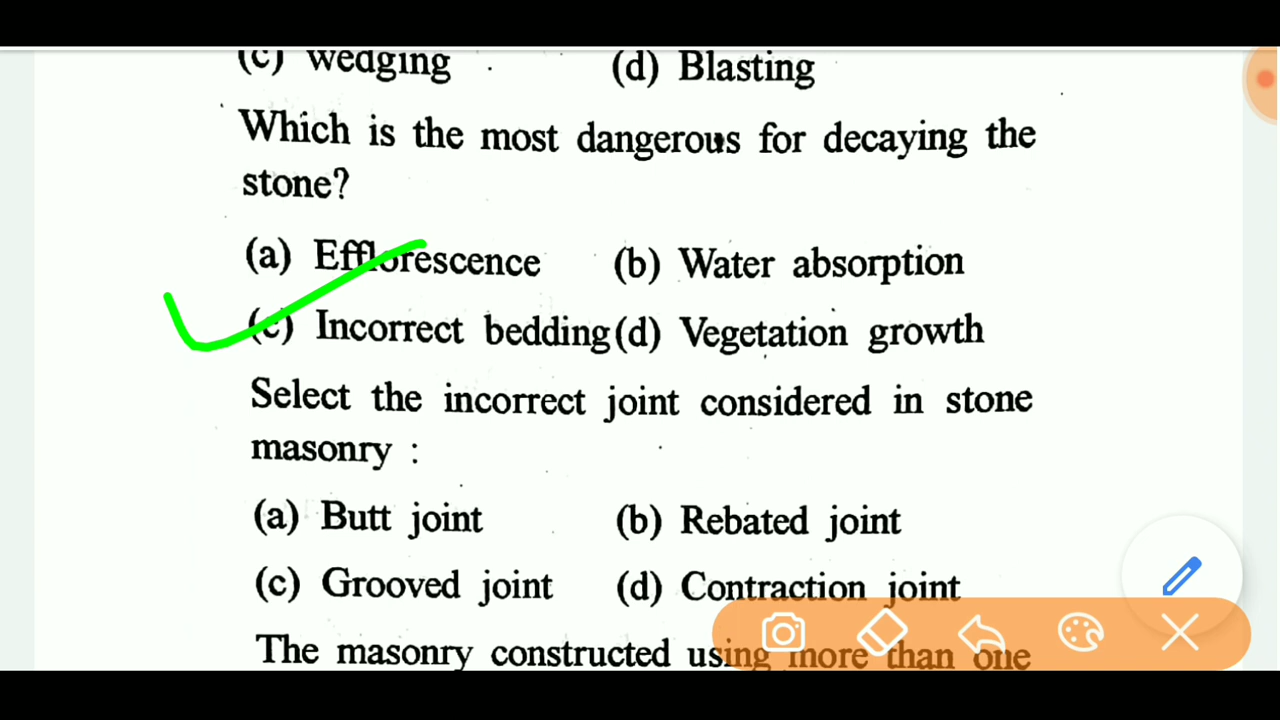 (c) Wedging (d) Blasting
Which is the most dangerous for decaying the
stone?
(a) Efflorescence (b) Water absorption
(c) Incorrect bedding (d) Vegetation growth
Select the incorrect joint considered in stone
masonry :
(a) Butt joint (b) Rebated joint
(c) Grooved joint (d) Contraction joint
The masonry constructed using more than one